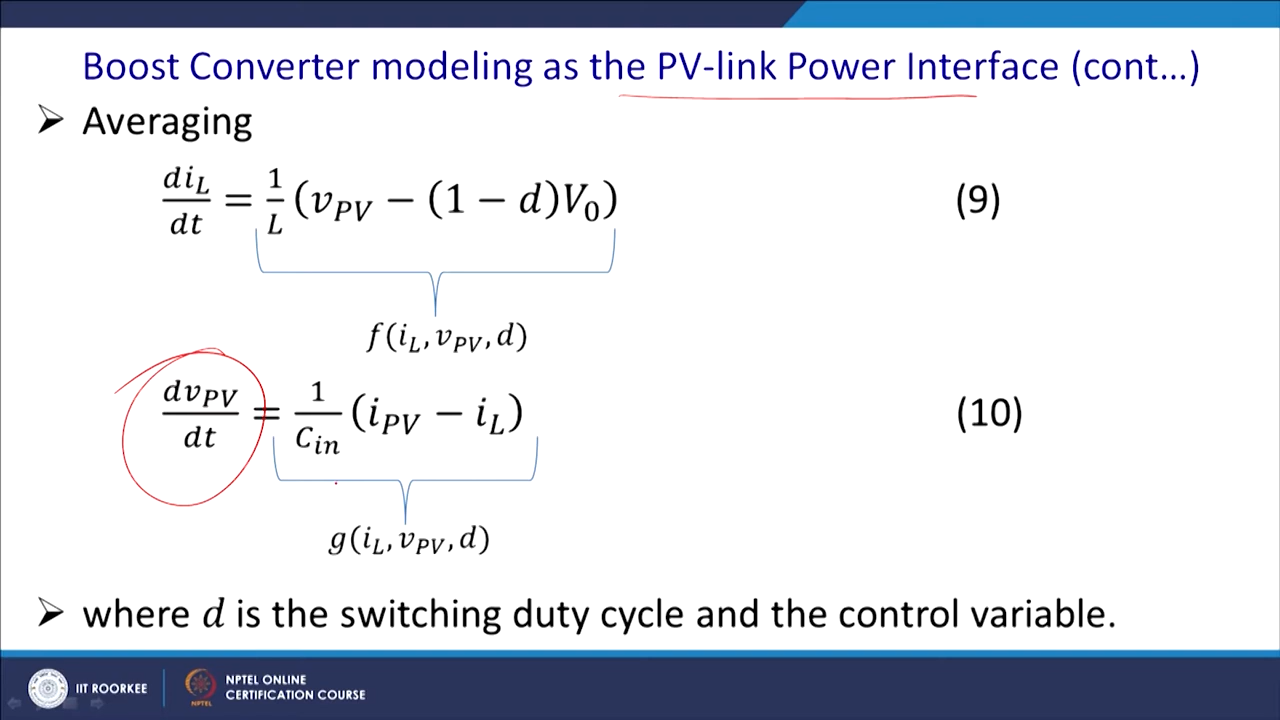 Boost Converter modeling as the PV-link Power Interface (cont...)
➤ Averaging
di_L/dt = 1/L (v_PV − (1 − d)V_0) (9)
f(i_L, v_PV, d)
dv_PV/dt = 1/C_in (i_PV − i_L) (10)
g(i_L, v_PV, d)
➤ where d is the switching duty cycle and the control variable.
IIT ROORKEE
NPTEL
NPTEL ONLINE
CERTIFICATION COURSE